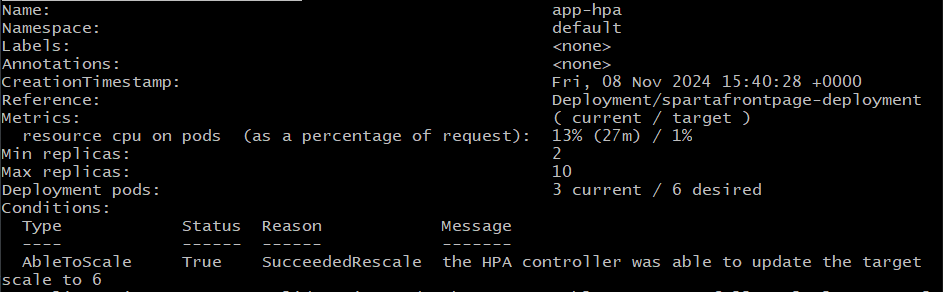 Name: app-hpa
Namespace: default
Labels: <none>
Annotations: <none>
CreationTimestamp: Fri, 08 Nov 2024 15:40:28 +0000
Reference: Deployment/spartafrontpage-deployment
Metrics: ( current / target )
resource cpu on pods (as a percentage of request): 13% (27m) / 1%
Min replicas: 2
Max replicas: 10
Deployment pods: 3 current / 6 desired
Conditions:
Type Status Reason Message
---- ------ ------ -------
AbleToScale True SucceededRescale the HPA controller was able to update the target
scale to 6